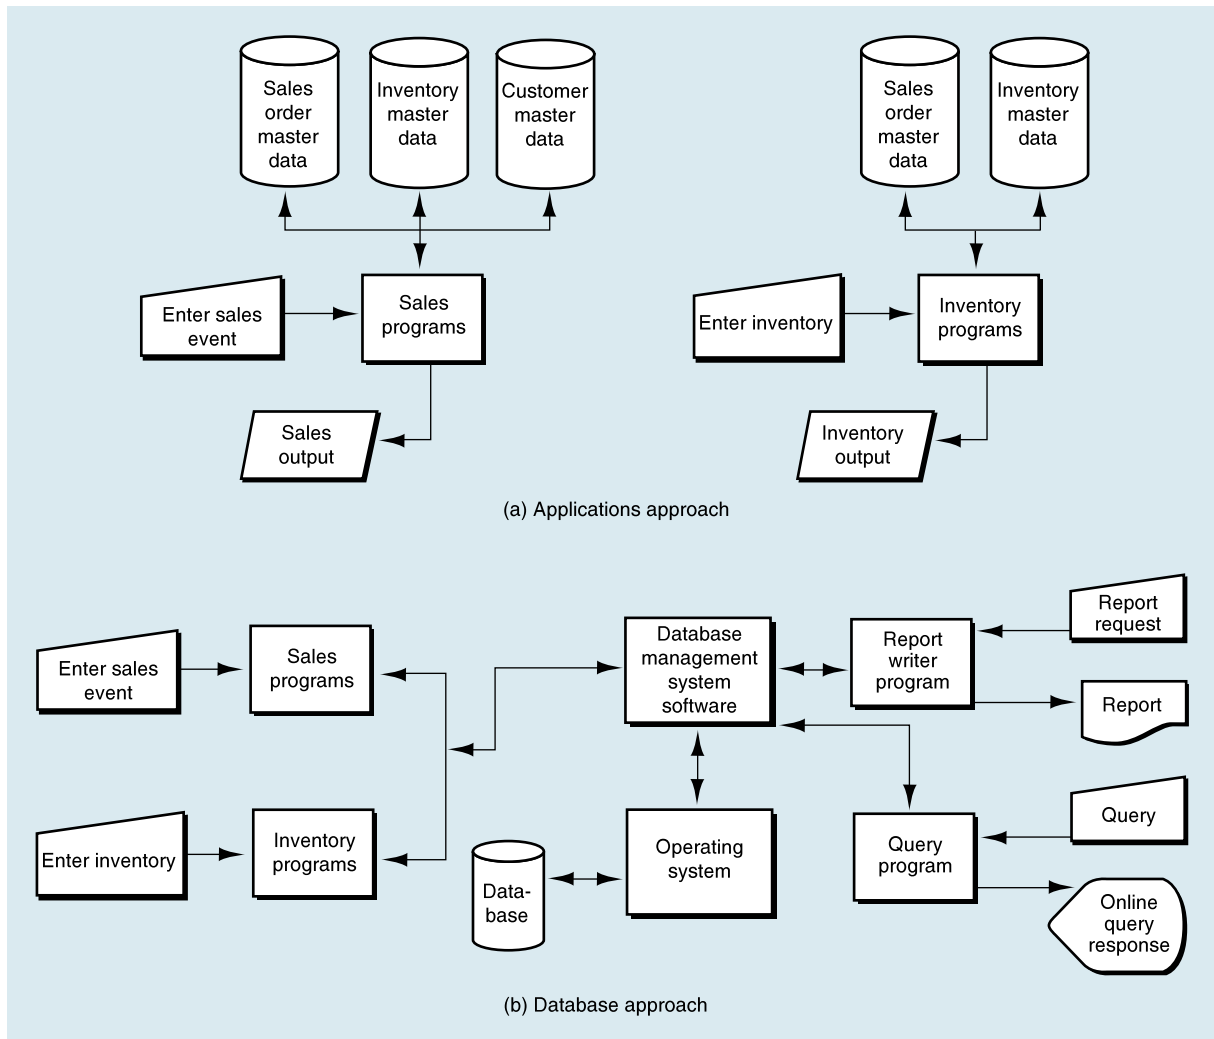 Sales
order
master
data
Inventory
master
data
Customer
master
data
Sales
order
master
data
Inventory
master
data
Enter sales
event
Sales
programs
Enter inventory
Inventory
programs
Sales
output
Inventory
output
(a) Applications approach
Enter sales
event
Sales
programs
Database
management
system
software
Report
writer
program
Report
request
Report
Enter inventory
Inventory
programs
Data-
base
Operating
system
Query
program
Query
Online
query
response
(b) Database approach